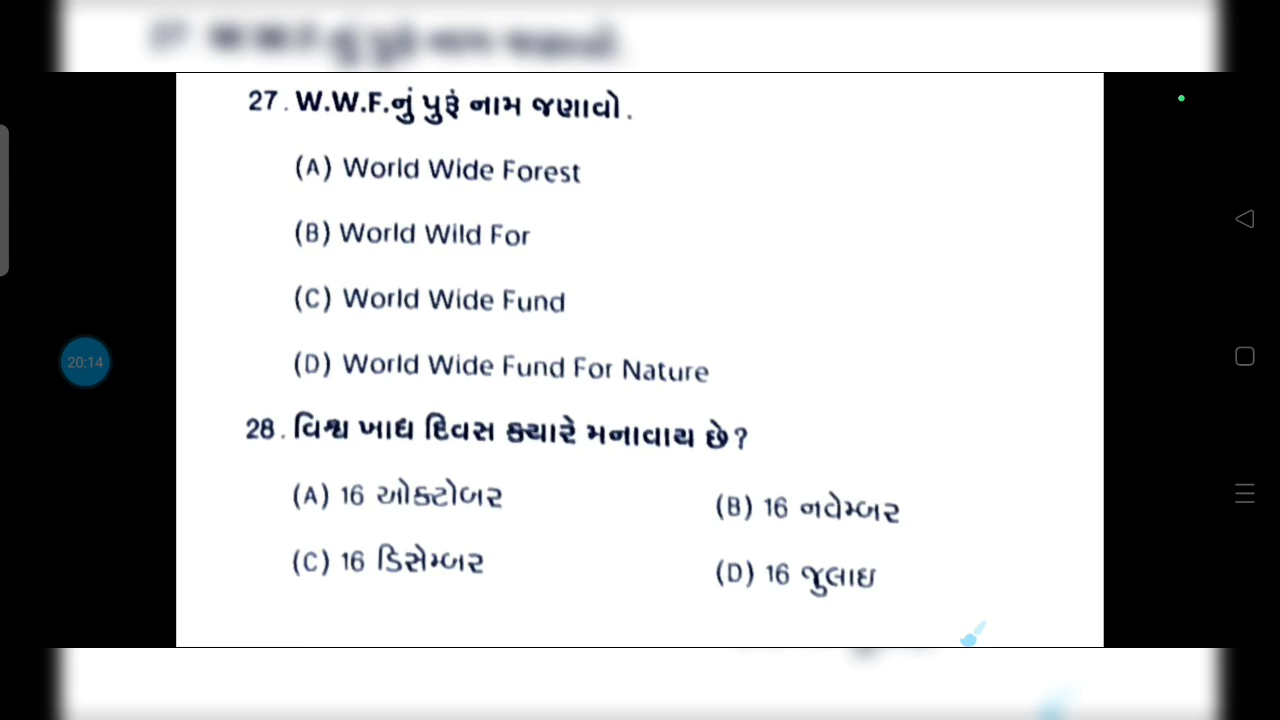 27. W.W.F.નું પુરૂં નામ જણાવો.
(A) World Wide Forest
(B) World Wild For
(C) World Wide Fund
(D) World Wide Fund For Nature
28. વિશ્વ ખાદ્ય દિવસ ક્યારે મનાવાય છે?
(A) 16 ઓક્ટોબર (B) 16 નવેમ્બર
(C) 16 ડિસેમ્બર (D) 16 જુલાઇ
20:14